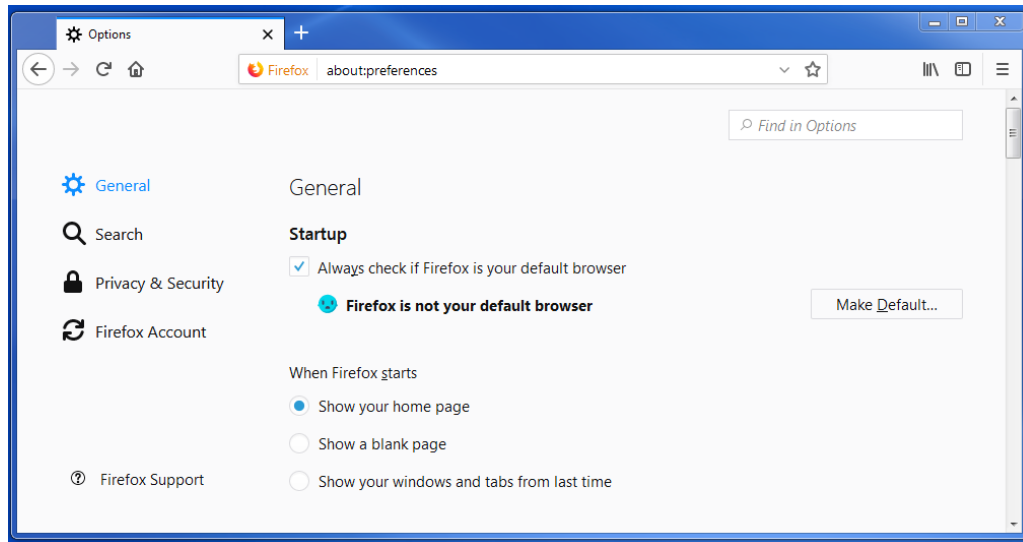 Options
Firefox about:preferences
Find in Options
General
Search
Privacy & Security
Firefox Account
Firefox Support
General
Startup
Always check if Firefox is your default browser
Firefox is not your default browser
Make Default...
When Firefox starts
Show your home page
Show a blank page
Show your windows and tabs from last time